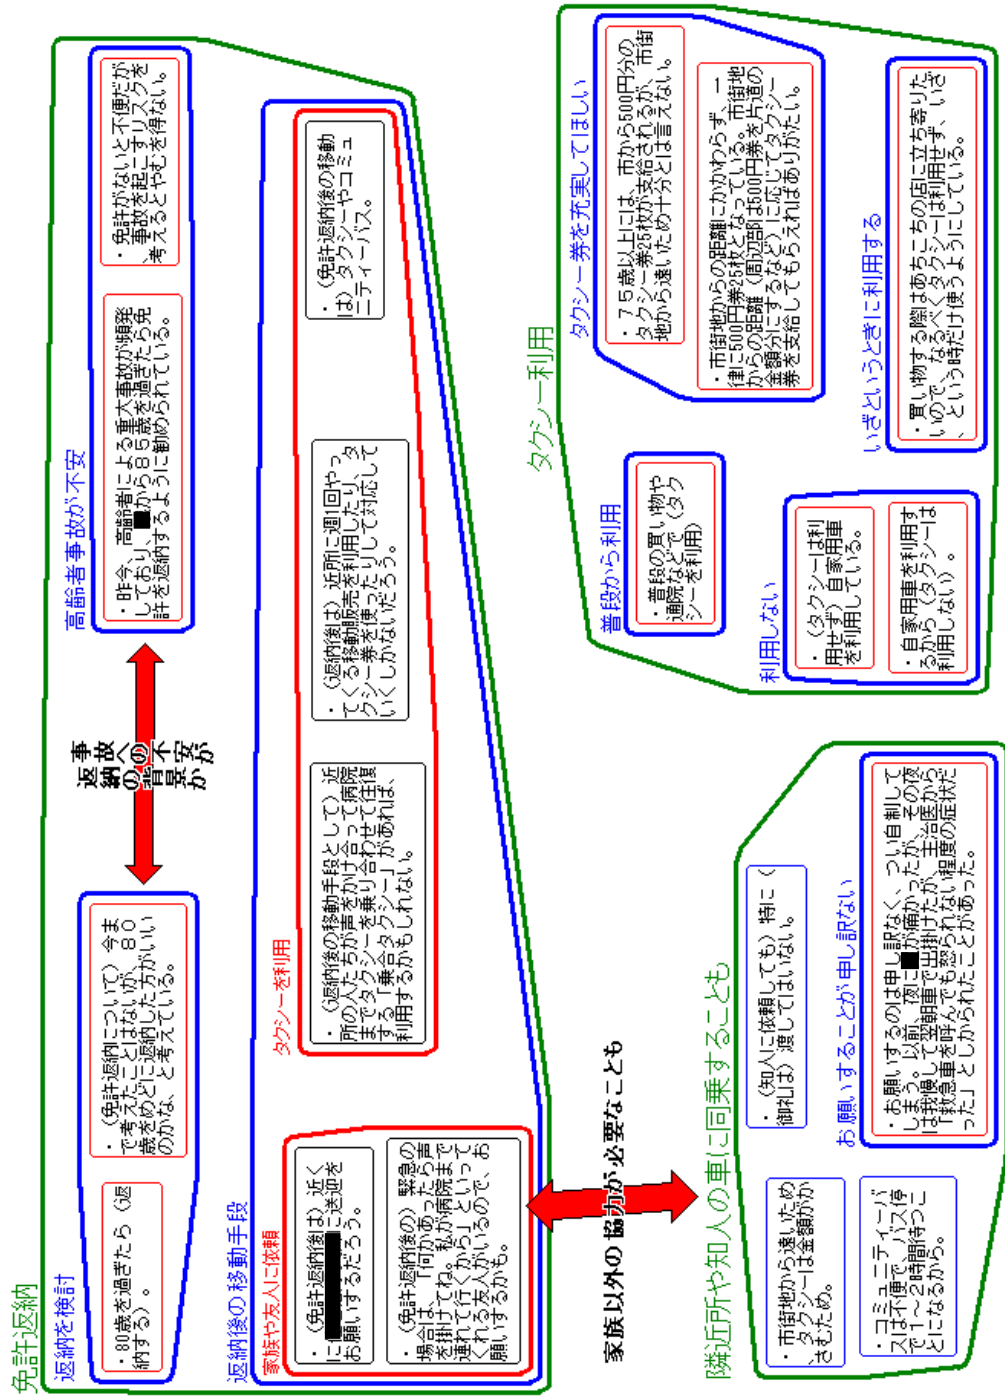 免許返納
返納を検討
・80歳を過ぎたら（返
納する）。
・（免許返納について）今ま
で考えたことはないが、８０
歳をめどに返納した方がいい
のかな、と考えている。
事故への不安が
返納の背景か
高齢者事故が不安
・昨今、高齢者による重大事故が頻発
しており、
から８５歳を過ぎたら免
許を返納するように勧められている。
・免許がないと不便だが
、事故を起こすリスクを
考えるとやむを得ない。
返納後の移動手段
家族や友人に依頼
・（免許返納後は）近く
に住
に送迎を
お願いするだろう。
・（免許返納後の）緊急の
場合は、「何かあったら声
を掛けてね。私が病院まで
連れて行くから」といって
くれる友人がいるので、お
願いするかも。
タクシーを利用
・（返納後の移動手段として）近
所の人たちが声をかけ合って病院
までタクシーを乗り合わせて往復
する「乗合タクシー」があれば、
利用するかもしれない。
・（返納後は）近所に週1回やっ
てくる移動販売を利用したり、タ
クシー券を使ったりして対応して
いくしかないだろう。
・（免許返納後の移動
は）タクシーやコミュ
ニティーバス。
家族以外の協力が必要なことも
隣近所や知人の車に同乗することも
・市街地から遠いため
、タクシーは金額がか
さむため。
・コミュニティーバ
スは不便で、バス停
で１～２時間待つこ
とになるから。
・（知人に依頼しても）特に（
御礼は）渡してはいない。
お願いすることが申し訳ない
・お願いするのは申し訳なく、つい自制して
しまう。以前、夜に
が痛かったが、その夜
は我慢して翌朝車で出掛けたが、主治医から
「救急車を呼んでも怒られない程度の症状だ
った」としかられたことがあった。
タクシー利用
普段から利用
・普段の買い物や
通院などで（タク
シーを利用）
利用しない
・（タクシーは利
用せず）自家用車
を利用している。
・自家用車を利用す
るから（タクシーは
利用しない）。
タクシー券を充実してほしい
・７５歳以上には、市から500円分の
タクシー券25枚が支給されるが、市街
地から遠いため十分とは言えない。
・市街地からの距離にかかわらず、一
律に500円券25枚となっている。市街地
からの距離（周辺部は500円券を片道の
金額分にするなど）に応じてタクシー
券を支給してもらえればありがたい。
いざというときに利用する
・買い物する際はあちこちの店に立ち寄りた
いので、なるべくタクシーは利用せず、いざ
、という時だけ使うようにしている。